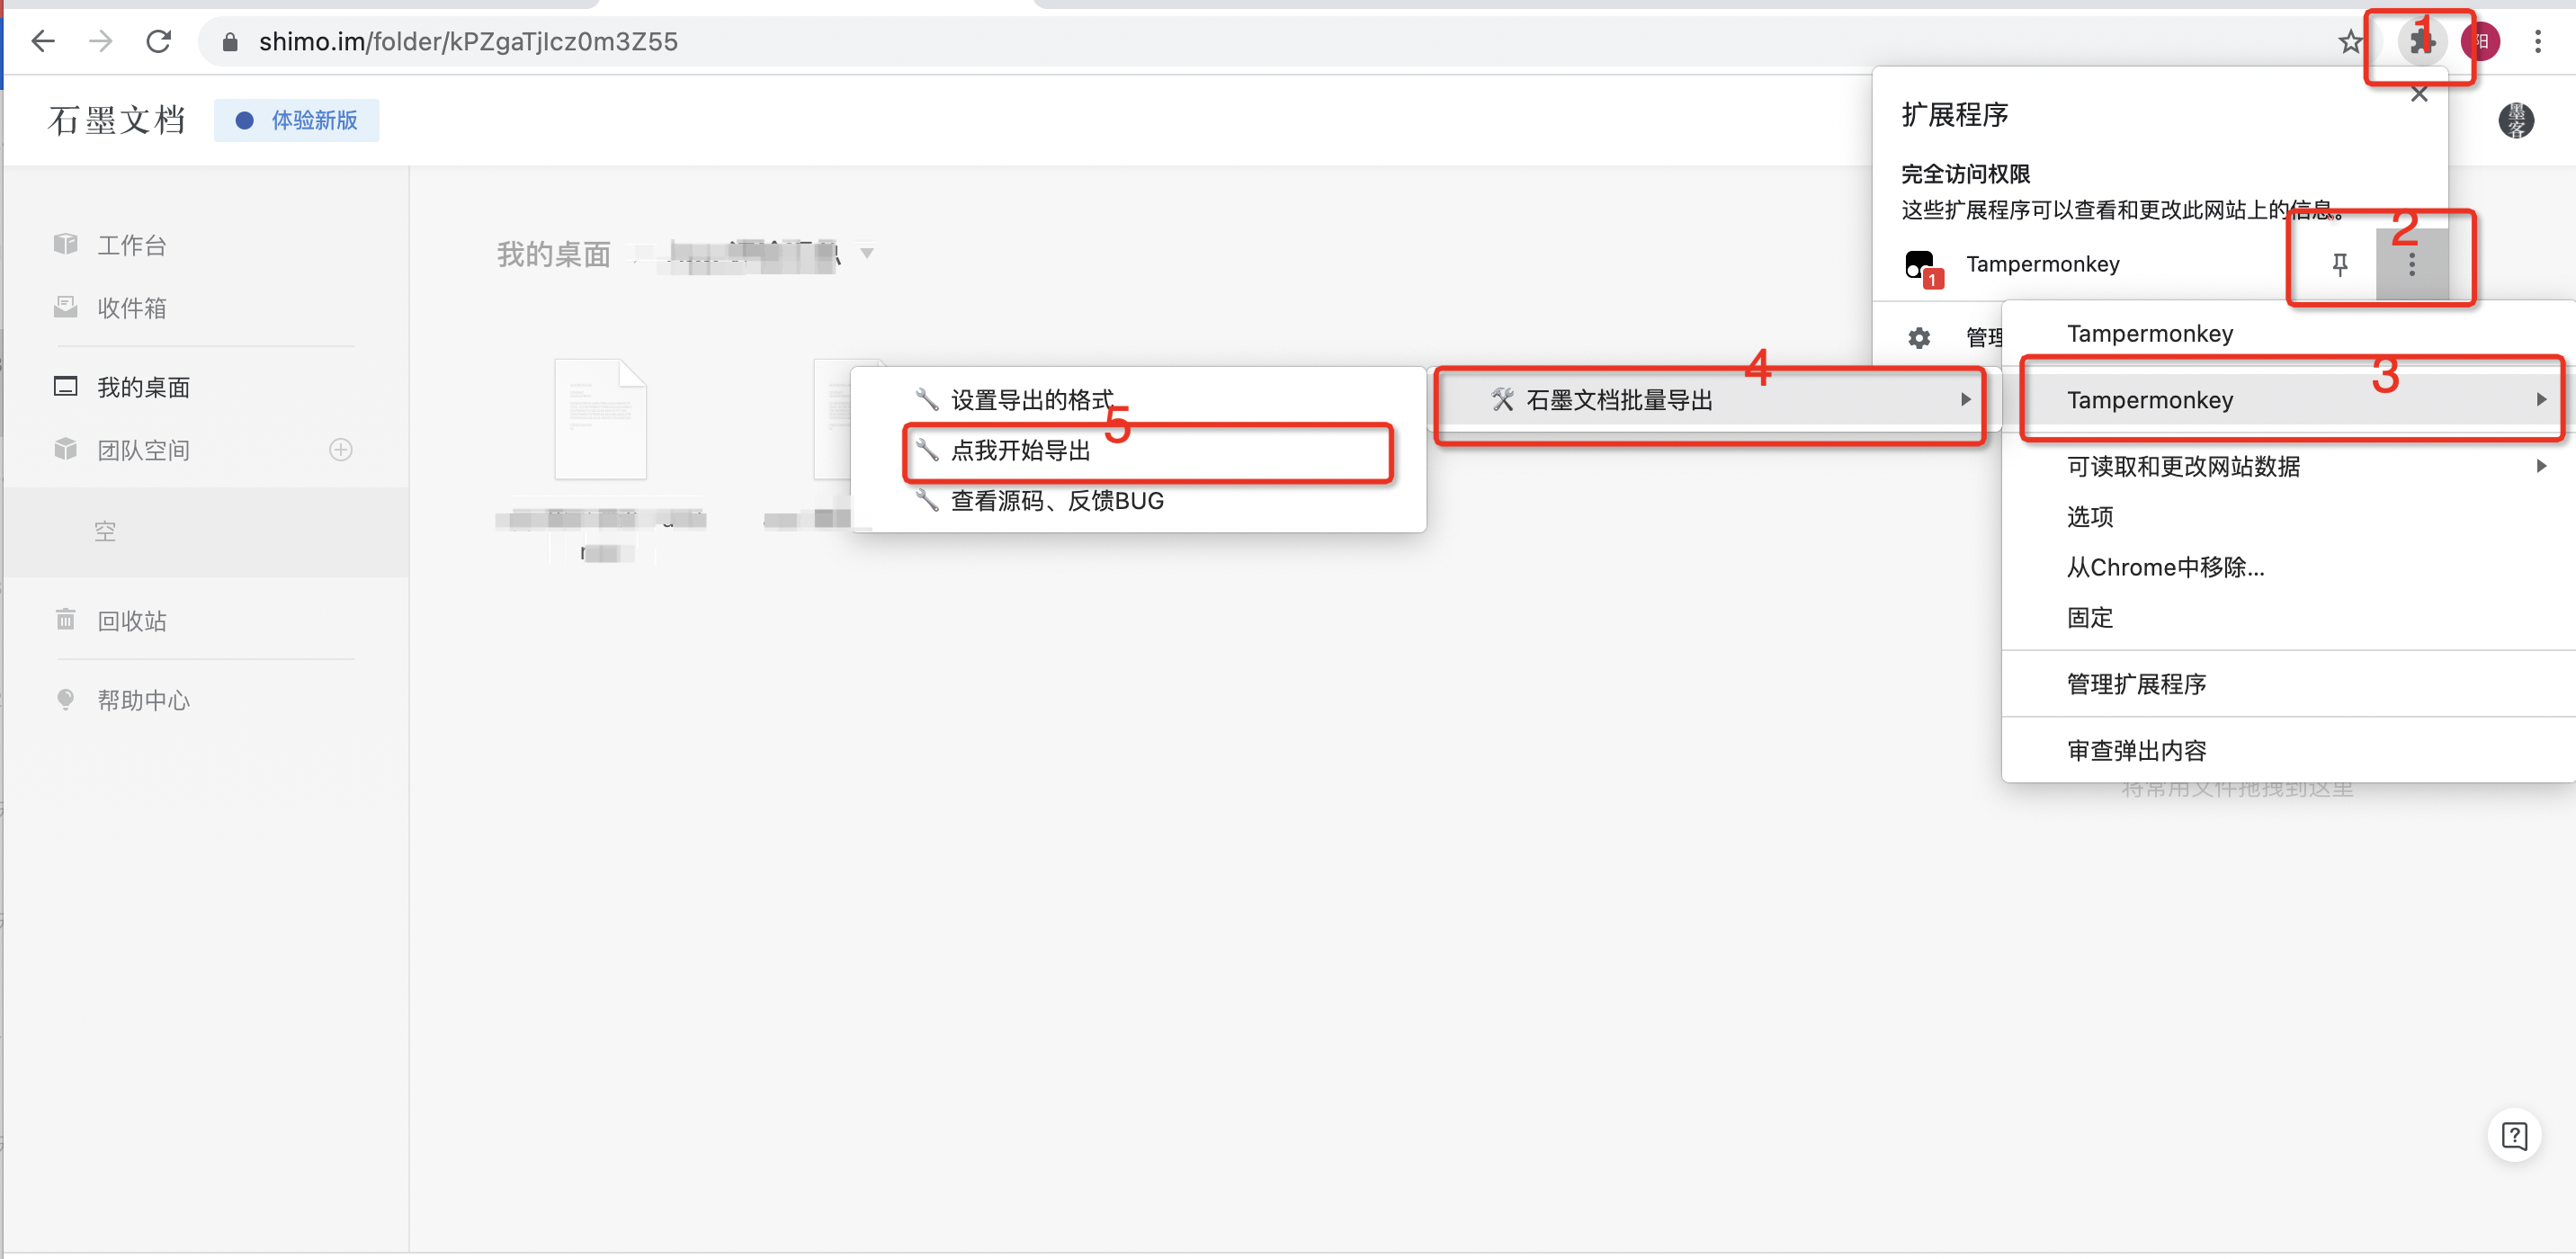 shimo.im/folder/kPZgaTjIcz0m3Z55
1
阳
石墨文档
体验新版
墨客
扩展程序
完全访问权限
这些扩展程序可以查看和更改此网站上的信息。
2
1
Tampermonkey
管理
工作台
收件箱
我的桌面
团队空间
空
回收站
帮助中心
我的桌面
设置导出的格式
5
点我开始导出
查看源码、反馈BUG
4
石墨文档批量导出
Tampermonkey
3
Tampermonkey
可读取和更改网站数据
选项
从Chrome中移除...
固定
管理扩展程序
审查弹出内容
将常用文件拖拽到这里